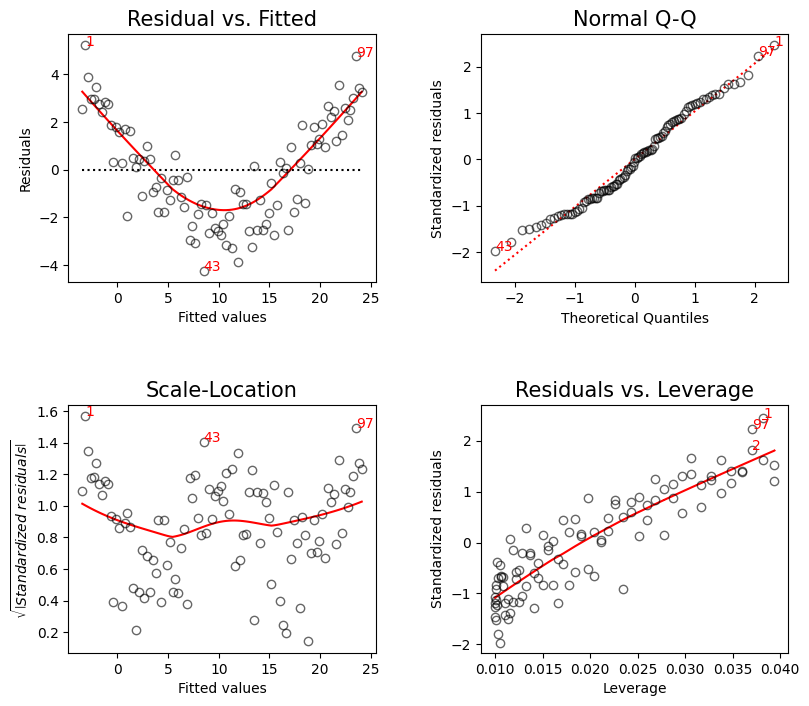 Residual vs. Fitted
1
97
43
4
2
0
−2
−4
Residuals
0 5 10 15 20 25
Fitted values
Normal Q-Q
1
97
43
2
1
0
−1
−2
Standardized residuals
−2 −1 0 1 2
Theoretical Quantiles
Scale-Location
1
97
43
1.6
1.4
1.2
1.0
0.8
0.6
0.4
0.2
√|Standardized residuals|
0 5 10 15 20 25
Fitted values
Residuals vs. Leverage
1
97
2
2
1
0
−1
−2
Standardized residuals
0.010 0.015 0.020 0.025 0.030 0.035 0.040
Leverage